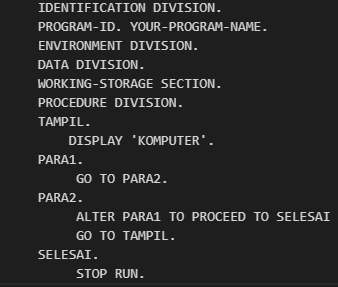 IDENTIFICATION DIVISION.
PROGRAM-ID. YOUR-PROGRAM-NAME.
ENVIRONMENT DIVISION.
DATA DIVISION.
WORKING-STORAGE SECTION.
PROCEDURE DIVISION.
TAMPIL.
DISPLAY 'KOMPUTER'.
PARA1.
GO TO PARA2.
PARA2.
ALTER PARA1 TO PROCEED TO SELESAI
GO TO TAMPIL.
SELESAI.
STOP RUN.